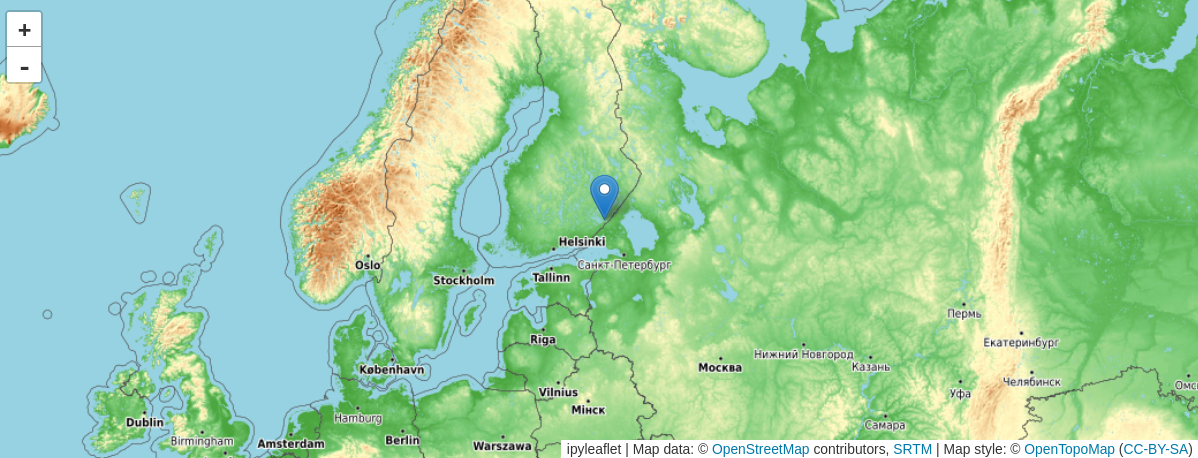 +
-
Oslo
Helsinki
Санкт-Петербург
Stockholm
Tallinn
Пермь
Riga
Екатеринбург
København
Москва
Нижний Новгород
Казань
Челябинск
Vilnius
Уфа
Мінск
Dublin
Hamburg
Самара
Birmingham
Amsterdam
Berlin
Warszawa
ipyleaflet | Map data: © OpenStreetMap contributors, SRTM | Map style: © OpenTopoMap (CC-BY-SA)